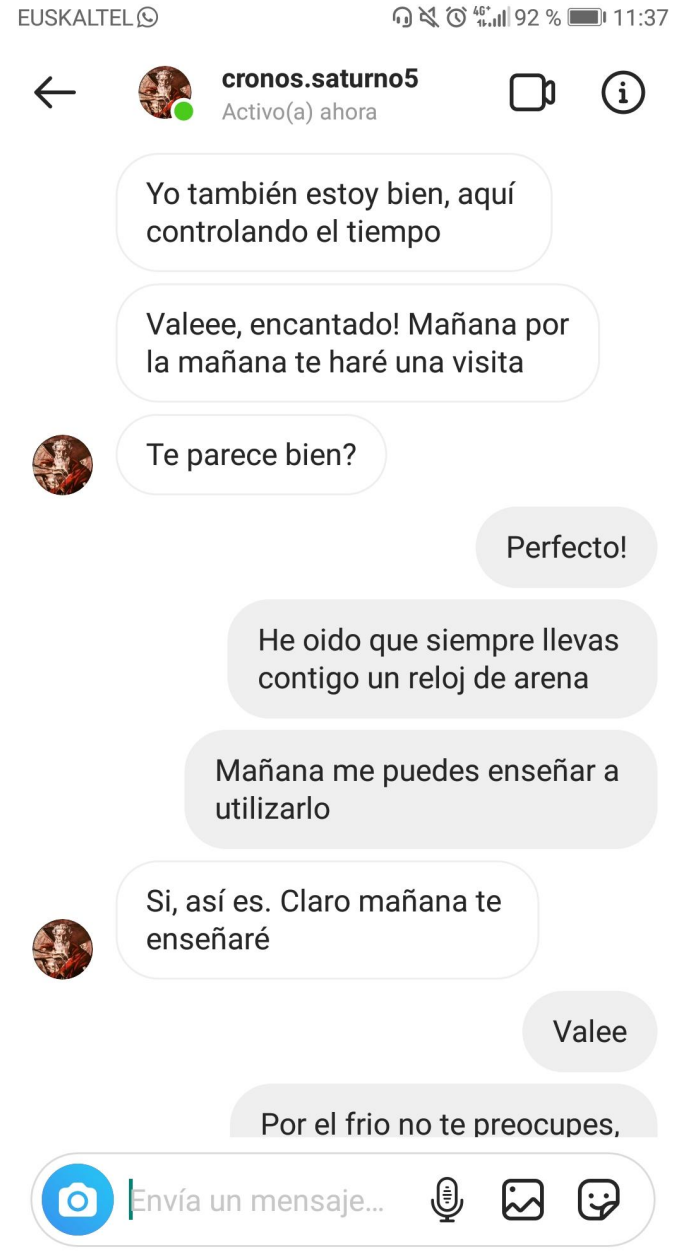 EUSKALTEL
4G+ 92 % 11:37
cronos.saturno5
Activo(a) ahora
Yo también estoy bien, aquí
controlando el tiempo
Valeee, encantado! Mañana por
la mañana te haré una visita
Te parece bien?
Perfecto!
He oido que siempre llevas
contigo un reloj de arena
Mañana me puedes enseñar a
utilizarlo
Si, así es. Claro mañana te
enseñaré
Valee
Por el frio no te preocupes,
Envía un mensaje...